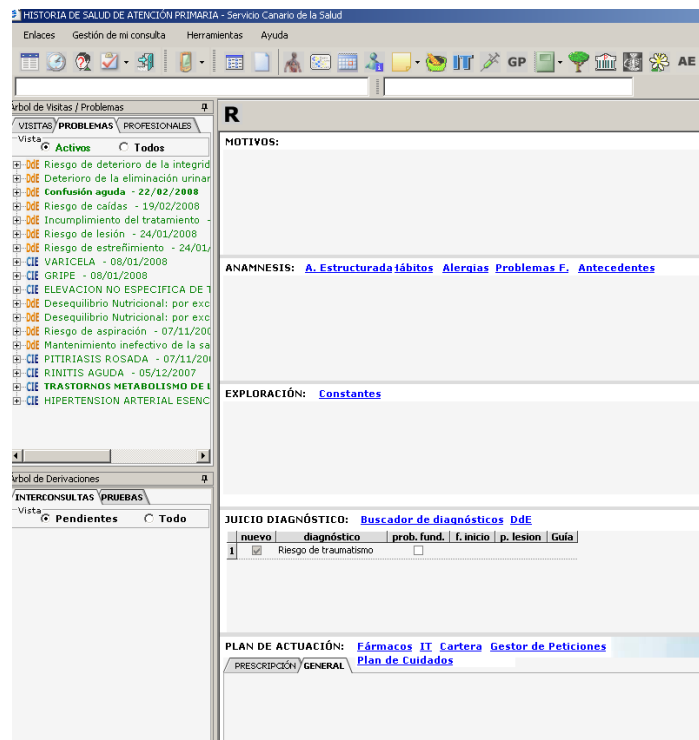 HISTORIA DE SALUD DE ATENCIÓN PRIMARIA - Servicio Canario de la Salud
Enlaces Gestión de mi consulta Herramientas Ayuda
GP AE
Arbol de Visitas / Problemas
VISITAS PROBLEMAS PROFESIONALES
Vista
Activos Todos
DdE Riesgo de deterioro de la integrid
DdE Deterioro de la eliminación urinar
DdE Confusión aguda - 22/02/2008
DdE Riesgo de caídas - 19/02/2008
DdE Incumplimiento del tratamiento -
DdE Riesgo de lesión - 24/01/2008
DdE Riesgo de estreñimiento - 24/01/
CIE VARICELA - 08/01/2008
CIE GRIPE - 08/01/2008
CIE ELEVACION NO ESPECIFICA DE T
DdE Desequilibrio Nutricional: por exc
DdE Desequilibrio Nutricional: por exc
DdE Riesgo de aspiración - 07/11/200
DdE Mantenimiento inefectivo de la sa
CIE PITIRIASIS ROSADA - 07/11/200
CIE RINITIS AGUDA - 05/12/2007
CIE TRASTORNOS METABOLISMO DE L
CIE HIPERTENSION ARTERIAL ESENC
Arbol de Derivaciones
INTERCONSULTAS PRUEBAS
Vista
Pendientes Todo
R
MOTIVOS:
ANAMNESIS: A. Estructurada Hábitos Alergias Problemas F. Antecedentes
EXPLORACIÓN: Constantes
JUICIO DIAGNÓSTICO: Buscador de diagnósticos DdE
nuevo diagnóstico prob. fund. f. inicio p. lesion Guía
1 Riesgo de traumatismo
PLAN DE ACTUACIÓN: Fármacos IT Cartera Gestor de Peticiones
Plan de Cuidados
PRESCRIPCIÓN GENERAL